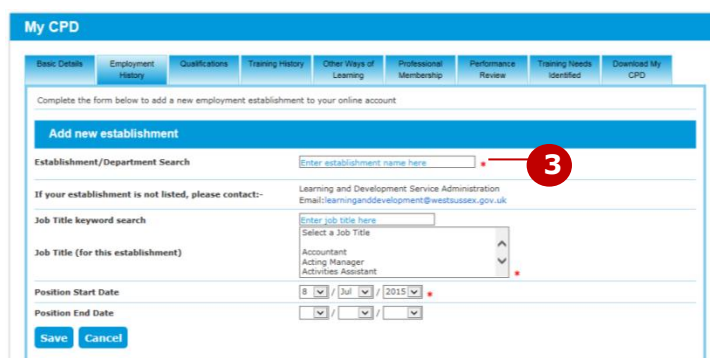 My CPD
Basic Details
Employment History
Qualifications
Training History
Other Ways of Learning
Professional Membership
Performance Review
Training Needs Identified
Download My CPD
Complete the form below to add a new employment establishment to your online account
Add new establishment
Establishment/Department Search Enter establishment name here * 3
If your establishment is not listed, please contact:- Learning and Development Service Administration
Email:learninganddevelopment@westsussex.gov.uk
Job Title keyword search Enter job title here
Select a Job Title
Job Title (for this establishment) Accountant
Acting Manager
Activities Assistant *
Position Start Date 8 / Jul / 2015 *
Position End Date / /
Save Cancel